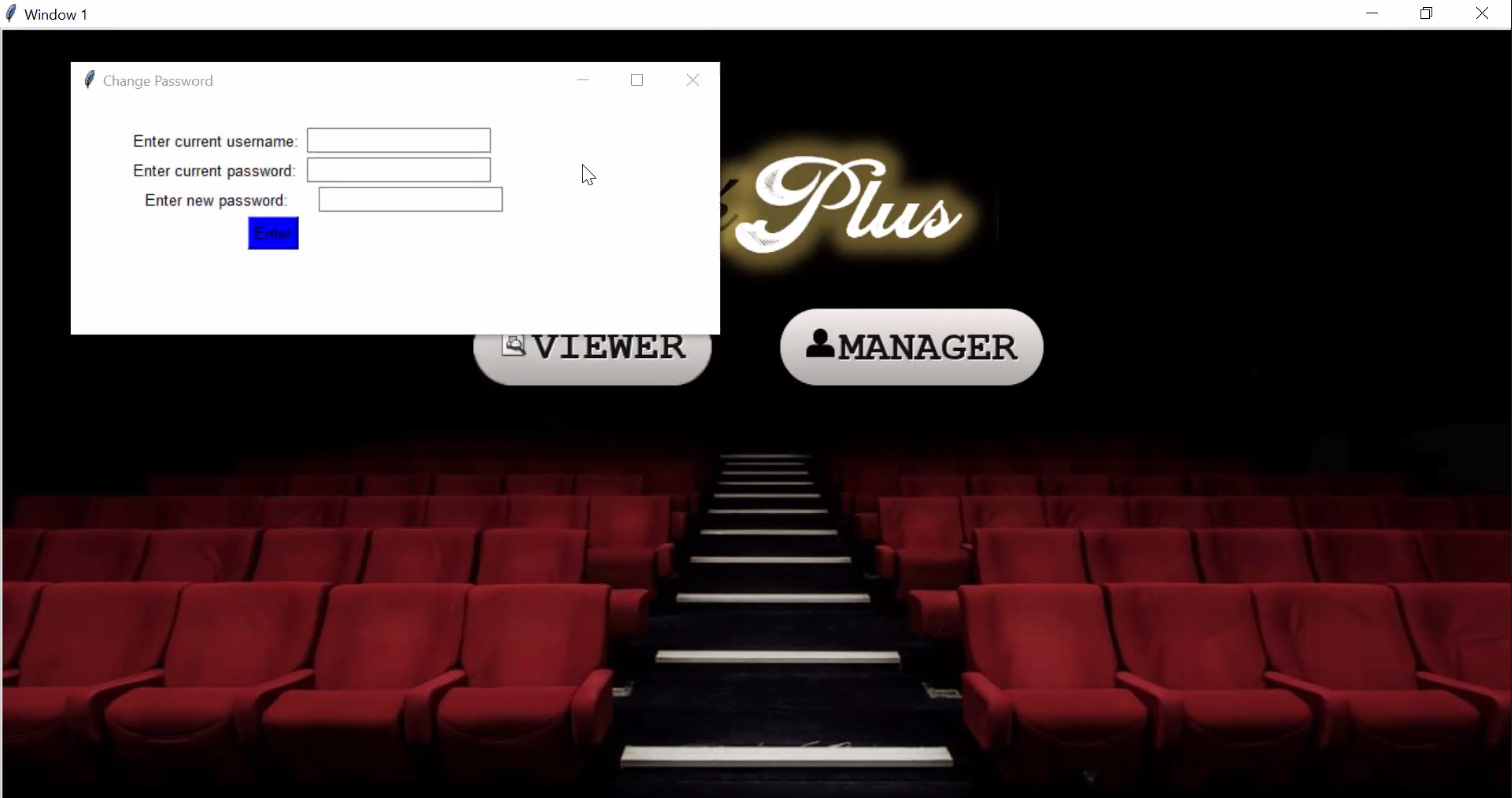 Window 1
Change Password
Enter current username:
Enter current password:
Enter new password:
Enter
Plus
VIEWER
MANAGER